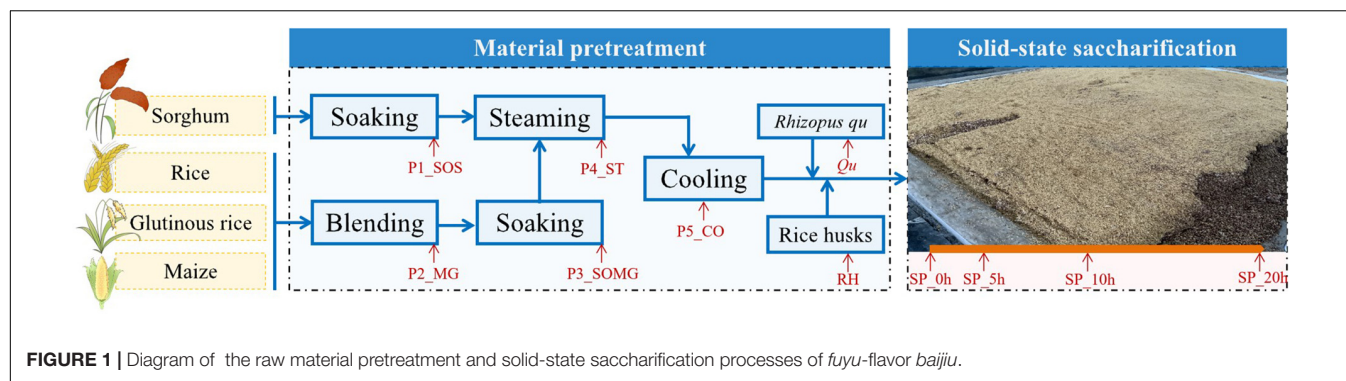 Material pretreatment
Solid-state saccharification
Sorghum
Rice
Glutinous rice
Maize
Soaking
P1_SOS
Steaming
P4_ST
Blending
P2_MG
Soaking
P3_SOMG
Cooling
P5_CO
Rhizopus qu
Qu
Rice husks
RH
SP_0h
SP_5h
SP_10h
SP_20h
FIGURE 1 | Diagram of the raw material pretreatment and solid-state saccharification processes of fuyu-flavor baijiu.